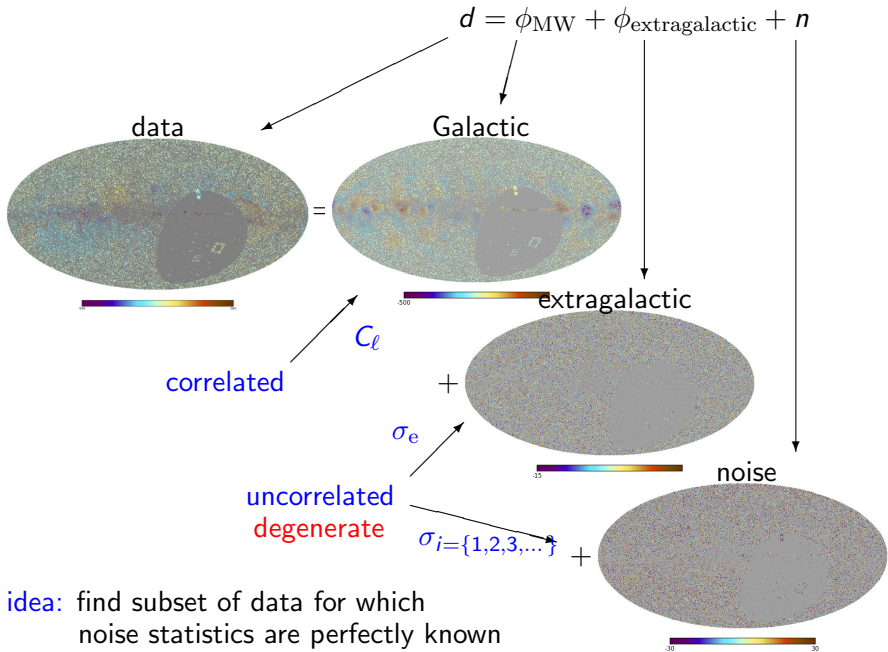 d = ϕ_MW + ϕ_extragalactic + n
data
Galactic
=
-500
extragalactic
C_ℓ
correlated
+
σ_e
-15
noise
uncorrelated
degenerate
σ_i={1,2,3,...}
+
idea: find subset of data for which
noise statistics are perfectly known
-30 30